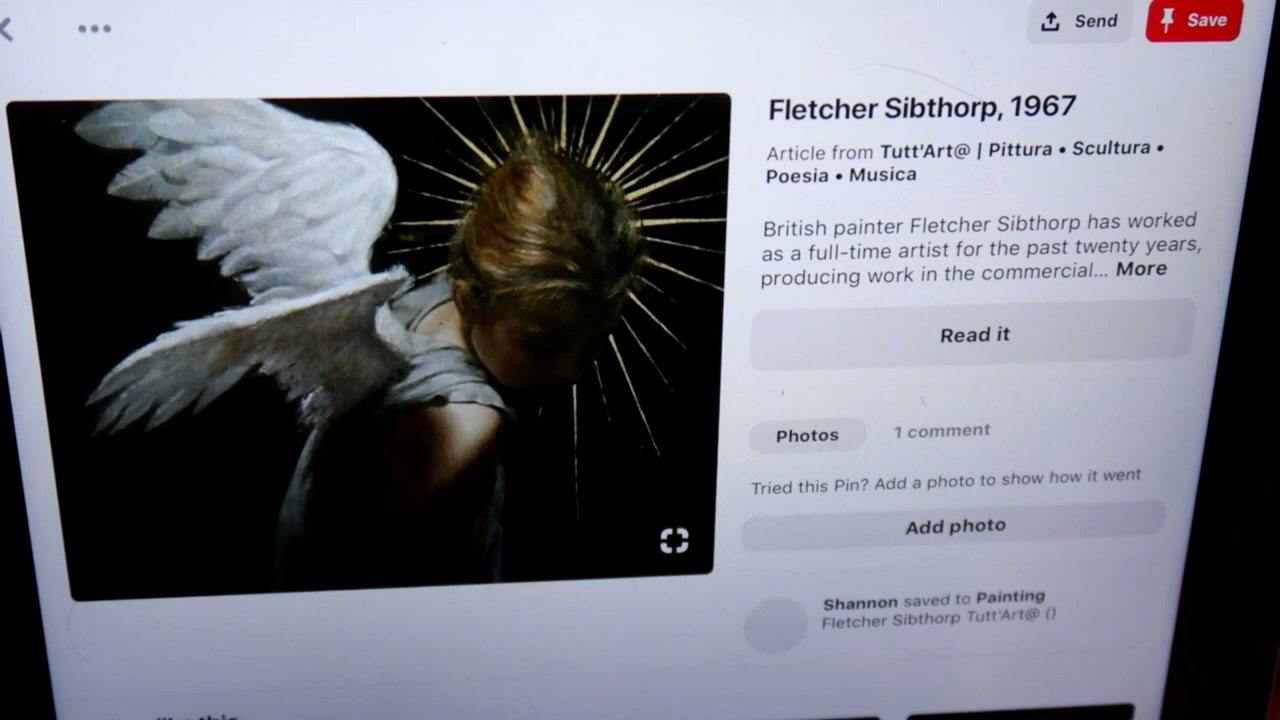 Send
Save
Fletcher Sibthorp, 1967
Article from Tutt'Art@ | Pittura • Scultura •
Poesia • Musica
British painter Fletcher Sibthorp has worked
as a full-time artist for the past twenty years,
producing work in the commercial... More
Read it
Photos
1 comment
Tried this Pin? Add a photo to show how it went
Add photo
Shannon saved to Painting
Fletcher Sibthorp Tutt'Art@ ()
like this